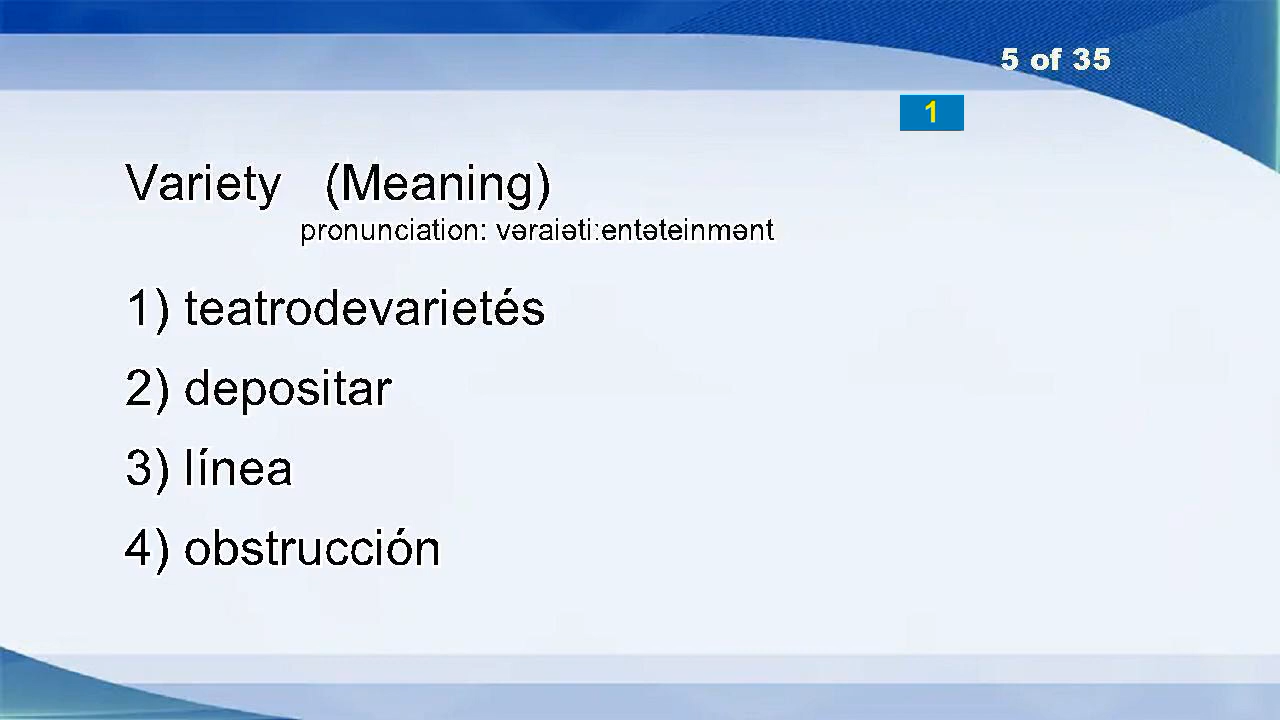 5 of 35
1
Variety (Meaning)
pronunciation: vəraiəti:entəteinmənt
1) teatrodevarietés
2) depositar
3) línea
4) obstrucción